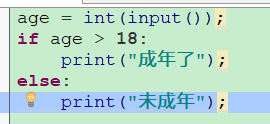 age = int(input());
if age > 18:
    print("成年了");
else:
    print("未成年");